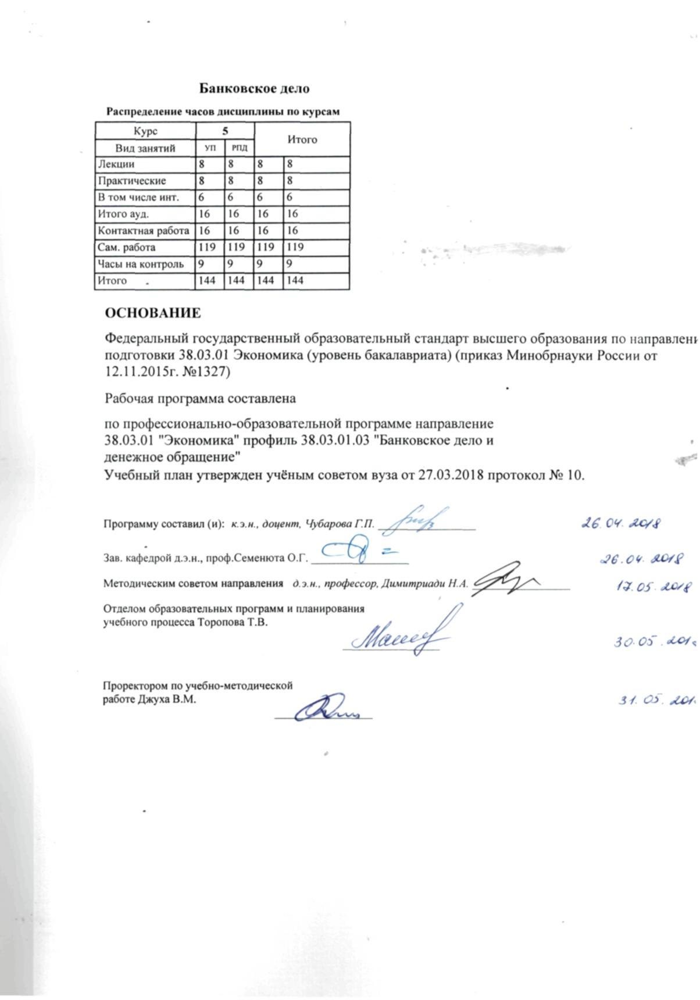 Банковское дело
Распределение часов дисциплины по курсам
Курс 5 Итого
Вид занятий УП РПД
Лекции 8 8 8 8
Практические 8 8 8 8
В том числе инт. 6 6 6 6
Итого ауд. 16 16 16 16
Контактная работа 16 16 16 16
Сам. работа 119 119 119 119
Часы на контроль 9 9 9 9
Итого 144 144 144 144
ОСНОВАНИЕ
Федеральный государственный образовательный стандарт высшего образования по направлени
подготовки 38.03.01 Экономика (уровень бакалавриата) (приказ Минобрнауки России от
12.11.2015г. №1327)
Рабочая программа составлена
по профессионально-образовательной программе направление
38.03.01 "Экономика" профиль 38.03.01.03 "Банковское дело и
денежное обращение"
Учебный план утвержден учёным советом вуза от 27.03.2018 протокол № 10.
Программу составил (и): к.э.н., доцент, Чубарова Г.П. 26.04.2018
Зав. кафедрой д.э.н., проф.Семенюта О.Г. 26.04.2018
Методическим советом направления д.э.н., профессор, Димитриади Н.А. 17.05.2018
Отделом образовательных программ и планирования
учебного процесса Торопова Т.В.
30.05.201
Проректором по учебно-методической
работе Джуха В.М. 31.05.201